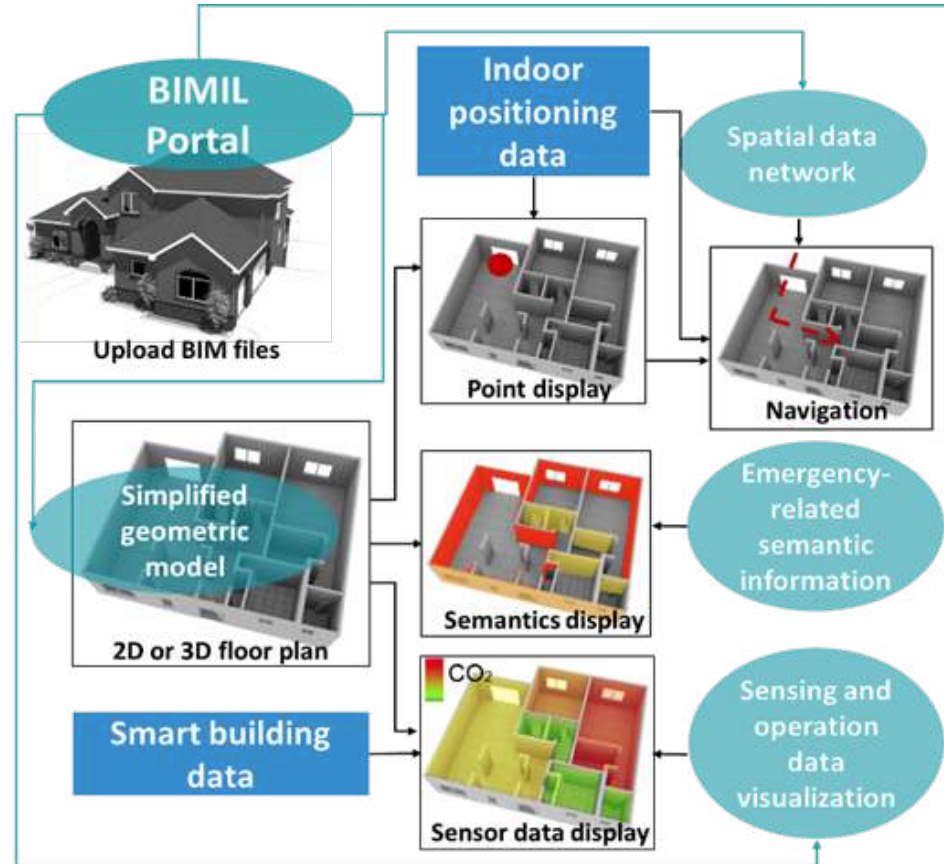 BIMIL
Portal
Upload BIM files
Indoor
positioning
data
Spatial data
network
Point display
Navigation
Simplified
geometric
model
2D or 3D floor plan
Semantics display
Emergency-
related
semantic
information
Smart building
data
CO₂
Sensor data display
Sensing and
operation
data
visualization